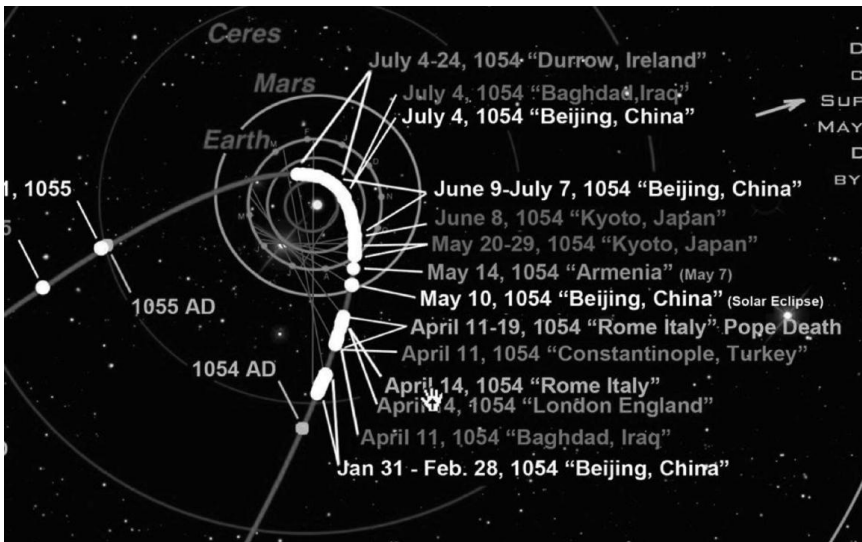 Ceres
July 4-24, 1054 “Durrow, Ireland”
Mars
July 4, 1054 “Baghdad,Iraq”
July 4, 1054 “Beijing, China”
Earth
MAY
BY
1, 1055
June 9-July 7, 1054 “Beijing, China”
June 8, 1054 “Kyoto, Japan”
May 20-29, 1054 “Kyoto, Japan”
May 14, 1054 “Armenia” (May 7)
May 10, 1054 “Beijing, China” (Solar Eclipse)
1055 AD
April 11-19, 1054 “Rome Italy” Pope Death
April 11, 1054 “Constantinople, Turkey”
1054 AD
April 14, 1054 “Rome Italy”
April 14, 1054 “London England”
April 11, 1054 “Baghdad, Iraq”
Jan 31 - Feb. 28, 1054 “Beijing, China”